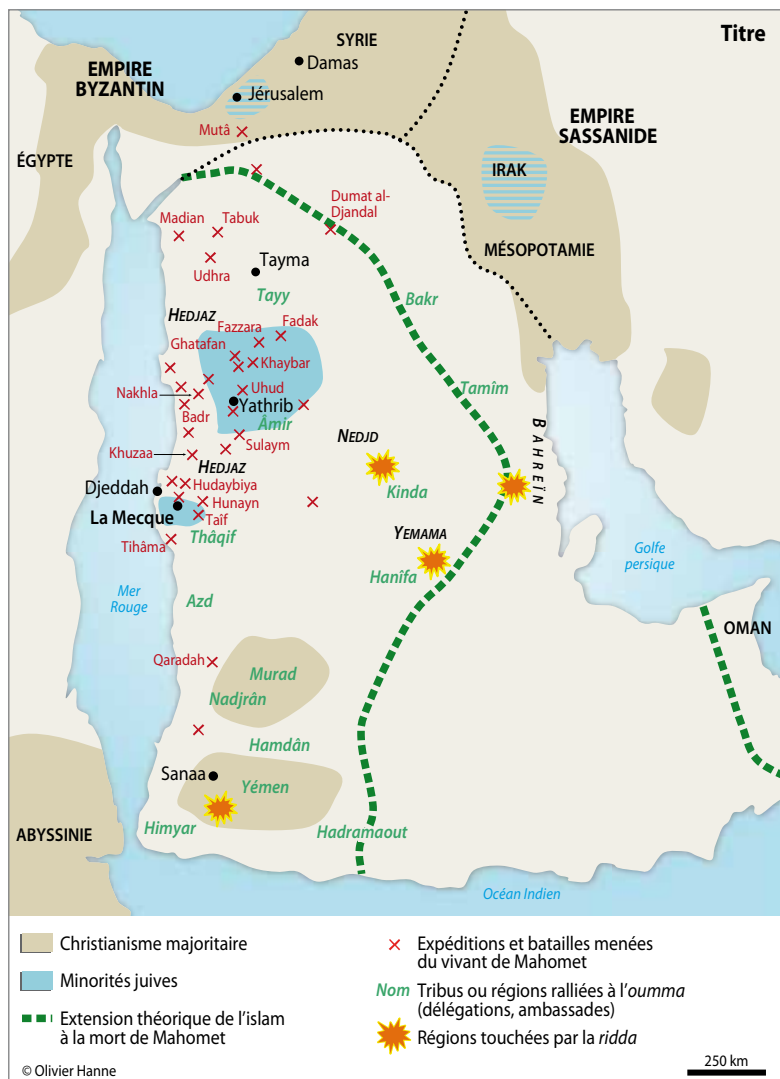 Titre
SYRIE
Damas
EMPIRE
BYZANTIN
Jérusalem
EMPIRE
SASSANIDE
Mutâ
ÉGYPTE
IRAK
Dumat al-
Djandal
Madian
Tabuk
MÉSOPOTAMIE
Udhra
Tayma
Tayy
Bakr
HEDJAZ
Fazzara
Fadak
Ghatafan
Khaybar
Nakhla
Uhud
Tamîm
Yathrib
Badr
Âmir
BAHREÏN
Sulaym
NEDJD
Khuzaa
HEDJAZ
Djeddah
Hudaybiya
Kinda
Hunayn
La Mecque
Taîf
Thâqif
YEMAMA
Tihâma
Golfe
persique
Hanîfa
Mer
Rouge
Azd
OMAN
Qaradah
Murad
Nadjrân
Hamdân
Sanaa
Yémen
ABYSSINIE
Himyar
Hadramaout
Océan Indien
Christianisme majoritaire
Minorités juives
Extension théorique de l'islam
à la mort de Mahomet
Expéditions et batailles menées
du vivant de Mahomet
Nom Tribus ou régions ralliées à l'oumma
(délégations, ambassades)
Régions touchées par la ridda
© Olivier Hanne
250 km